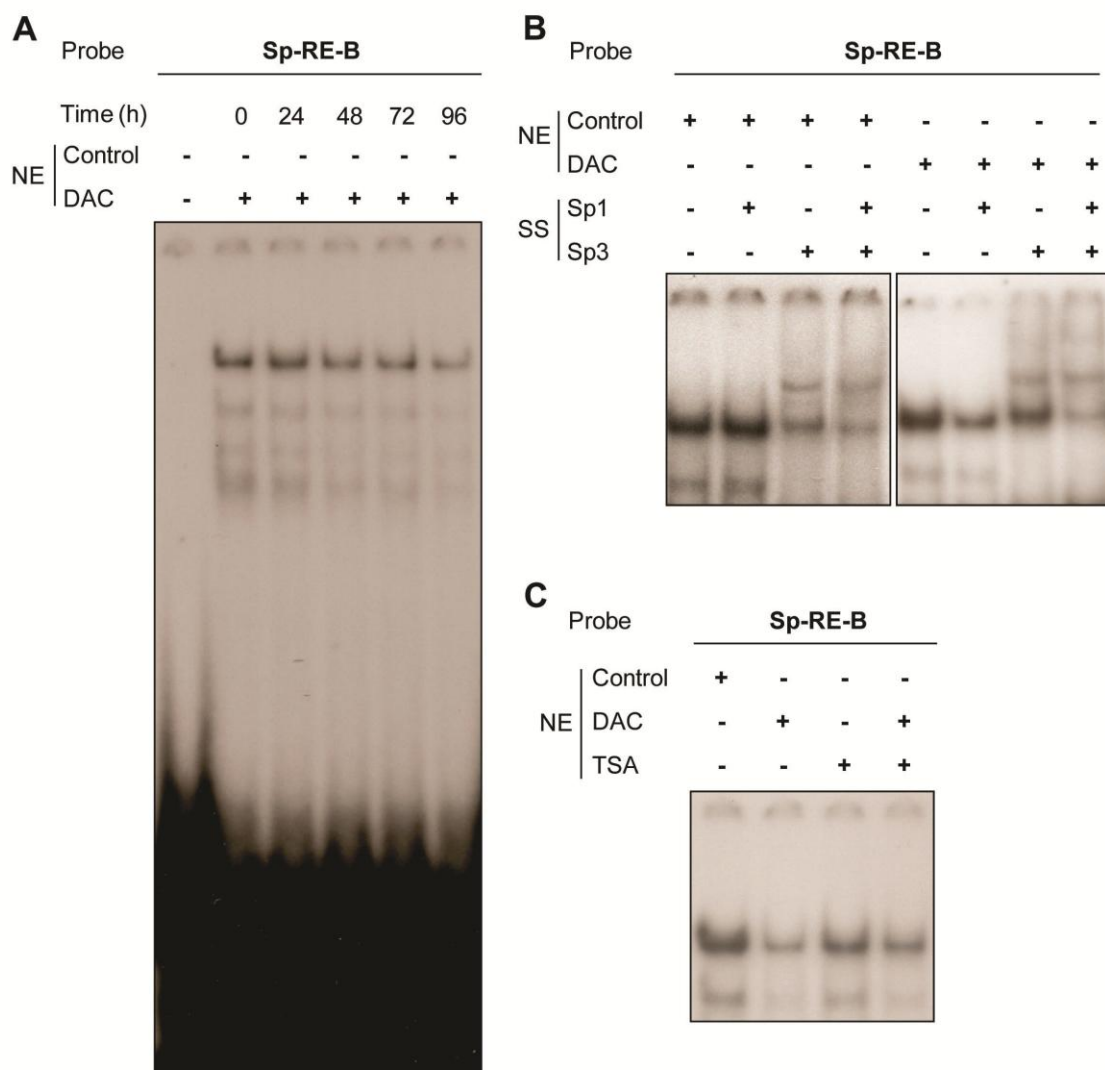 A
Probe Sp-RE-B
Time (h) 0 24 48 72 96
NE Control - - - - - -
DAC - + + + + +
B
Probe Sp-RE-B
NE Control + + + + - - - -
DAC - - - - + + + +
SS Sp1 - + - + - + - +
Sp3 - - + + - - + +
C
Probe Sp-RE-B
NE Control + - - -
DAC - + - +
TSA - - + +